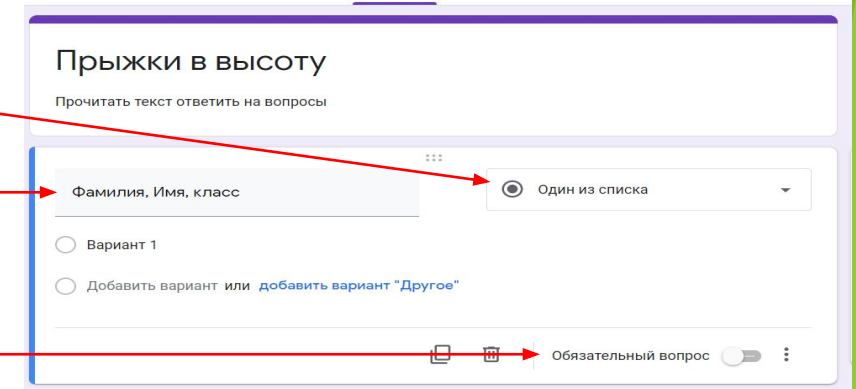 Прыжки в высоту
Прочитать текст ответить на вопросы
Фамилия, Имя, класс
Один из списка
Вариант 1
Добавить вариант или добавить вариант "Другое"
Обязательный вопрос